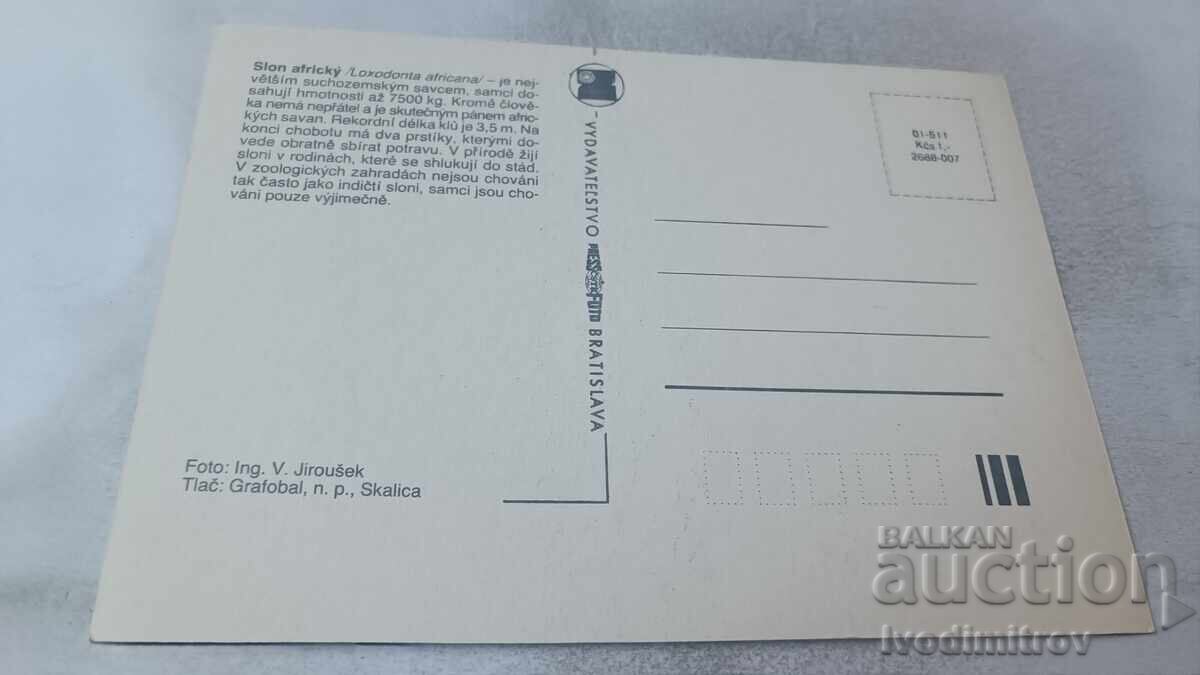 Slon africký /Loxodonta africana/ – je nej-
větším suchozemským savcem, samci do-
sahují hmotnosti až 7500 kg. Kromě člově-
ka nemá nepřátel a je skutečným pánem afric-
kých savan. Rekordní délka klů je 3,5 m. Na
konci chobotu má dva prstíky, kterými do-
vede obratně sbírat potravu. V přírodě žijí
sloni v rodinách, které se shlukují do stád.
V zoologických zahradách nejsou chováni
tak často jako indičtí sloni, samci jsou cho-
váni pouze výjimečně.
Foto: Ing. V. Jiroušek
Tlač: Grafobal, n. p., Skalica
VYDAVATEĽSTVO PRESSFOTO BRATISLAVA
01-511
Kčs 1,-
2688-007
BALKAN
auction
Ivodimitrov